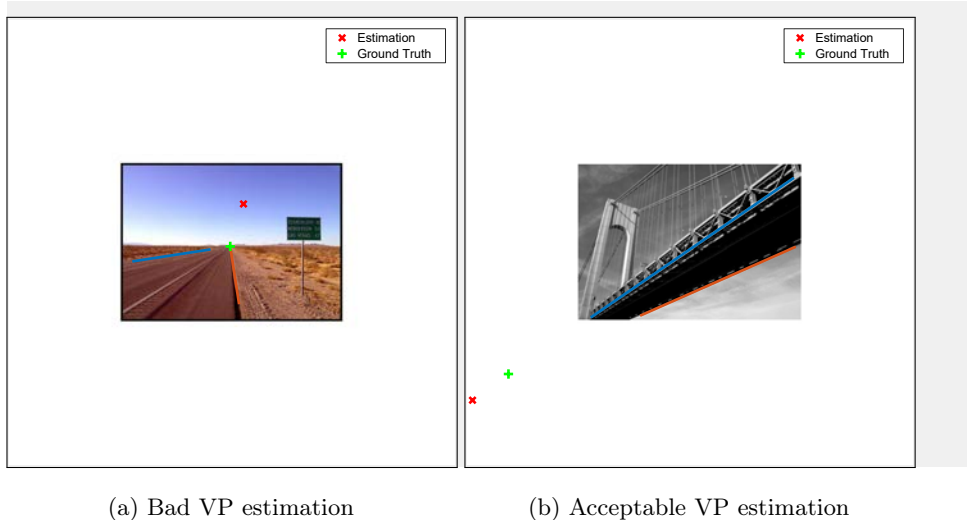 Estimation
Ground Truth
Estimation
Ground Truth
(a) Bad VP estimation
(b) Acceptable VP estimation